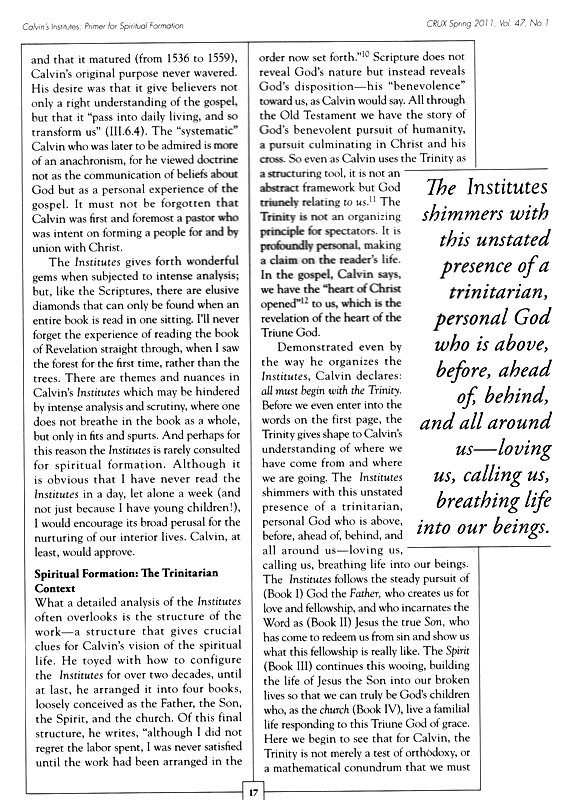 Calvin's Institutes: Primer for Spiritual Formation
CRUX Spring 2011, Vol. 47, No.1
and that it matured (from 1536 to 1559),
Calvin's original purpose never wavered.
His desire was that it give believers not
only a right understanding of the gospel,
but that it "pass into daily living, and so
transform us" (III.6.4). The "systematic"
Calvin who was later to be admired is more
of an anachronism, for he viewed doctrine
not as the communication of beliefs about
God but as a personal experience of the
gospel. It must not be forgotten that
Calvin was first and foremost a pastor who
was intent on forming a people for and by
union with Christ.
The Institutes gives forth wonderful
gems when subjected to intense analysis;
but, like the Scriptures, there are elusive
diamonds that can only be found when an
entire book is read in one sitting. I'll never
forget the experience of reading the book
of Revelation straight through, when I saw
the forest for the first time, rather than the
trees. There are themes and nuances in
Calvin's Institutes which may be hindered
by intense analysis and scrutiny, where one
does not breathe in the book as a whole,
but only in fits and spurts. And perhaps for
this reason the Institutes is rarely consulted
for spiritual formation. Although it
is obvious that I have never read the
Institutes in a day, let alone a week (and
not just because I have young children!),
I would encourage its broad perusal for the
nurturing of our interior lives. Calvin, at
least, would approve.
Spiritual Formation: The Trinitarian
Context
What a detailed analysis of the Institutes
often overlooks is the structure of the
work—a structure that gives crucial
clues for Calvin's vision of the spiritual
life. He toyed with how to configure
the Institutes for over two decades, until
at last, he arranged it into four books,
loosely conceived as the Father, the Son,
the Spirit, and the church. Of this final
structure, he writes, "although I did not
regret the labor spent, I was never satisfied
until the work had been arranged in the
order now set forth."10 Scripture does not
reveal God's nature but instead reveals
God's disposition—his "benevolence"
toward us, as Calvin would say. All through
the Old Testament we have the story of
God's benevolent pursuit of humanity,
a pursuit culminating in Christ and his
cross. So even as Calvin uses the Trinity as
a structuring tool, it is not an
abstract framework but God
triunely relating to us.11 The
Trinity is not an organizing
principle for spectators. It is
profoundly personal, making
a claim on the reader's life.
In the gospel, Calvin says,
we have the "heart of Christ
opened"12 to us, which is the
revelation of the heart of the
Triune God.
Demonstrated even by
the way he organizes the
Institutes, Calvin declares:
all must begin with the Trinity.
Before we even enter into the
words on the first page, the
Trinity gives shape to Calvin's
understanding of where we
have come from and where
we are going. The Institutes
shimmers with this unstated
presence of a trinitarian,
personal God who is above,
before, ahead of, behind, and
all around us—loving us,
calling us, breathing life into our beings.
The Institutes follows the steady pursuit of
(Book I) God the Father, who creates us for
love and fellowship, and who incarnates the
Word as (Book II) Jesus the true Son, who
has come to redeem us from sin and show us
what this fellowship is really like. The Spirit
(Book III) continues this wooing, building
the life of Jesus the Son into our broken
lives so that we can truly be God's children
who, as the church (Book IV), live a familial
life responding to this Triune God of grace.
Here we begin to see that for Calvin, the
Trinity is not merely a test of orthodoxy, or
a mathematical conundrum that we must
The Institutes
shimmers with
this unstated
presence of a
trinitarian,
personal God
who is above,
before, ahead
of, behind,
and all around
us—loving
us, calling us,
breathing life
into our beings.
17